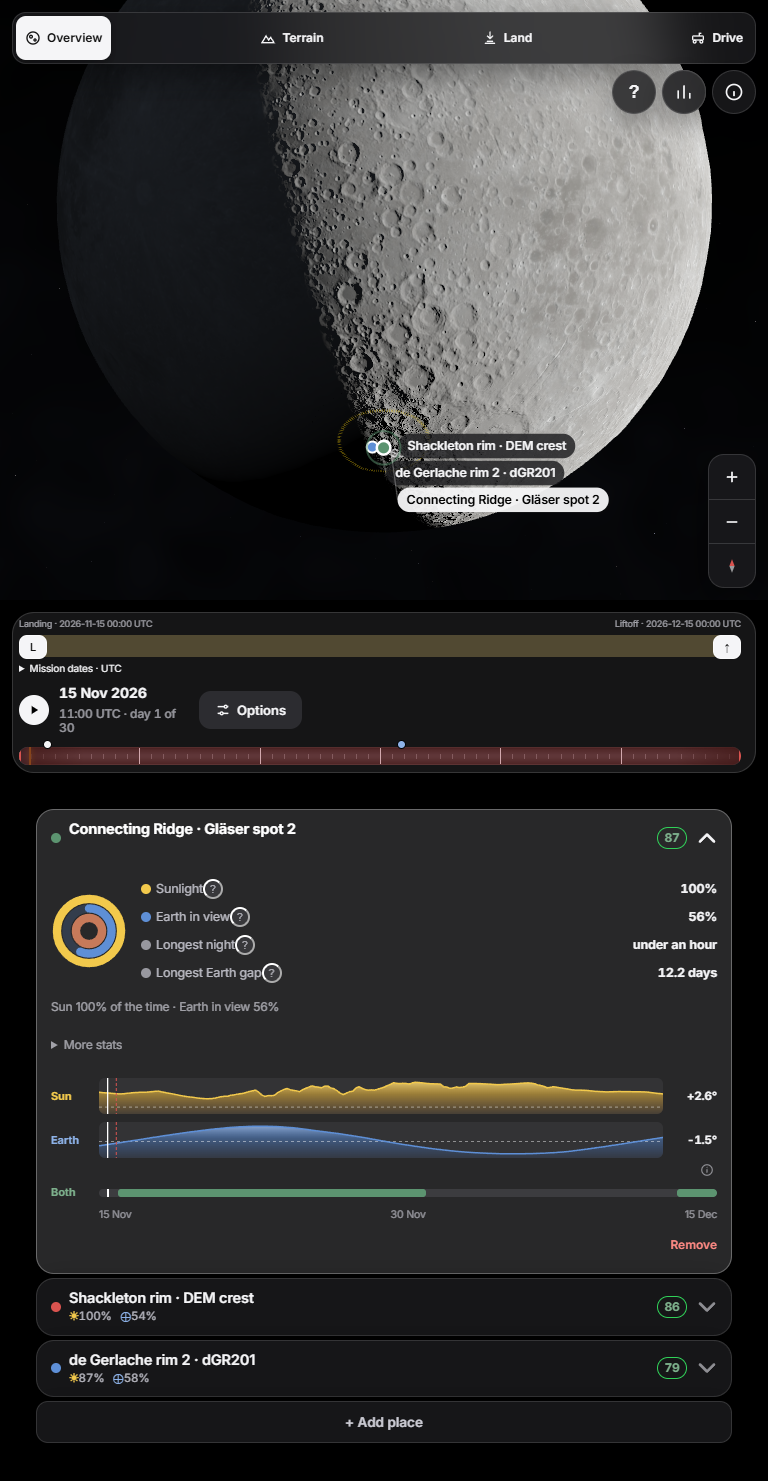 Overview
Terrain
Land
Drive
?
Shackleton rim · DEM crest
de Gerlache rim 2 · dGR201
Connecting Ridge · Gläser spot 2
+
−
Landing · 2026-11-15 00:00 UTC
Liftoff · 2026-12-15 00:00 UTC
L
↑
Mission dates · UTC
15 Nov 2026
11:00 UTC · day 1 of
30
Options
Connecting Ridge · Gläser spot 2
87
Sunlight ?
100%
Earth in view ?
56%
Longest night ?
under an hour
Longest Earth gap ?
12.2 days
Sun 100% of the time · Earth in view 56%
More stats
Sun
+2.6°
Earth
-1.5°
Both
15 Nov
30 Nov
15 Dec
Remove
Shackleton rim · DEM crest
☀100% ⨁54%
86
de Gerlache rim 2 · dGR201
☀87% ⨁58%
79
+ Add place